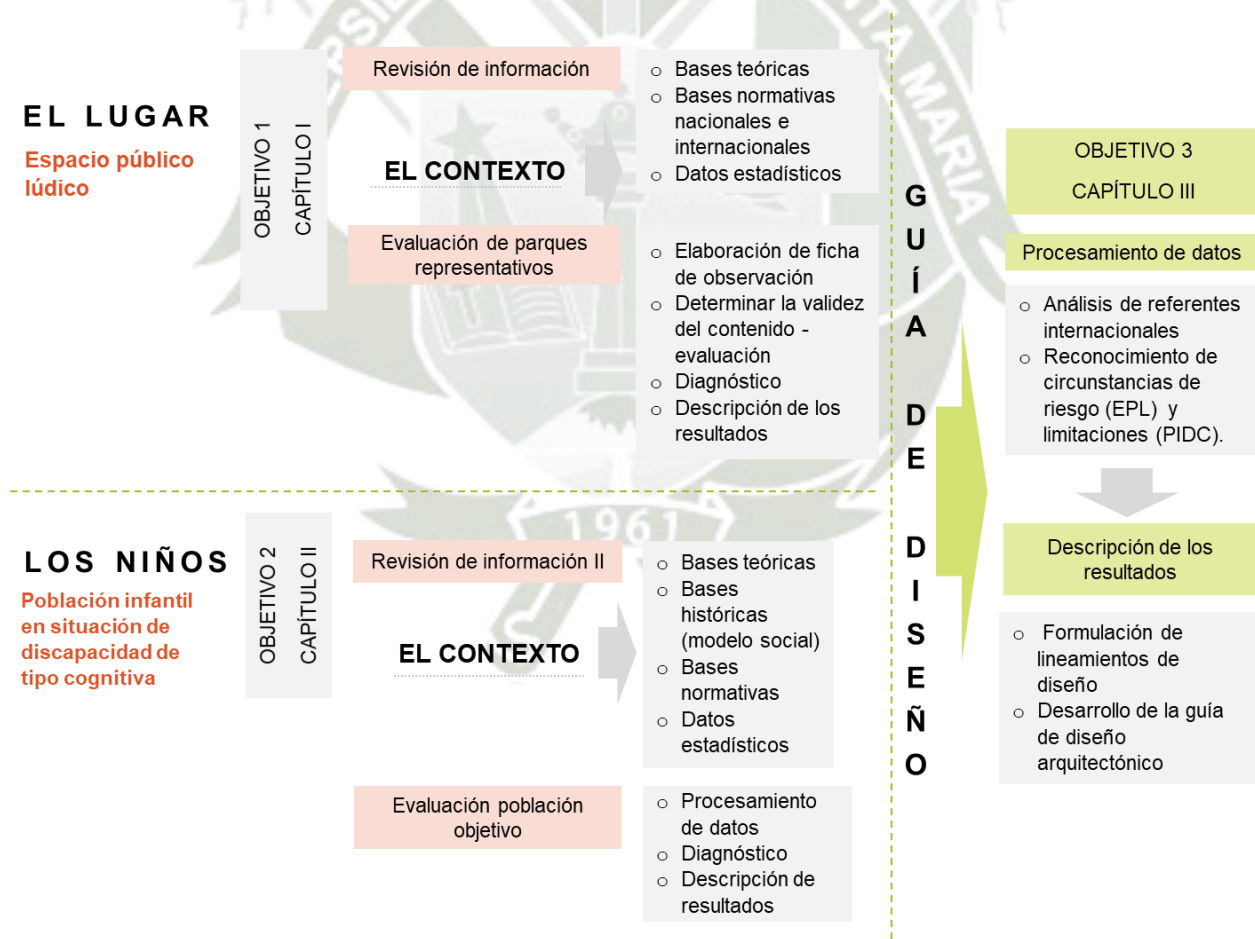 EL LUGAR
Espacio público
lúdico
OBJETIVO 1
CAPÍTULO I
Revisión de información
EL CONTEXTO
Evaluación de parques
representativos
o Bases teóricas
o Bases normativas
nacionales e
internacionales
o Datos estadísticos
o Elaboración de ficha
de observación
o Determinar la validez
del contenido -
evaluación
o Diagnóstico
o Descripción de los
resultados
LOS NIÑOS
Población infantil
en situación de
discapacidad de
tipo cognitiva
OBJETIVO 2
CAPÍTULO II
Revisión de información II
EL CONTEXTO
Evaluación población
objetivo
o Bases teóricas
o Bases
históricas
(modelo social)
o Bases
normativas
o Datos
estadísticos
o Procesamiento
de datos
o Diagnóstico
o Descripción de
resultados
GUÍA DE DISEÑO
OBJETIVO 3
CAPÍTULO III
Procesamiento de datos
o Análisis de referentes
internacionales
o Reconocimiento de
circunstancias de
riesgo (EPL) y
limitaciones (PIDC).
Descripción de los
resultados
o Formulación de
lineamientos de
diseño
o Desarrollo de la guía
de diseño
arquitectónico
MARIA
1961